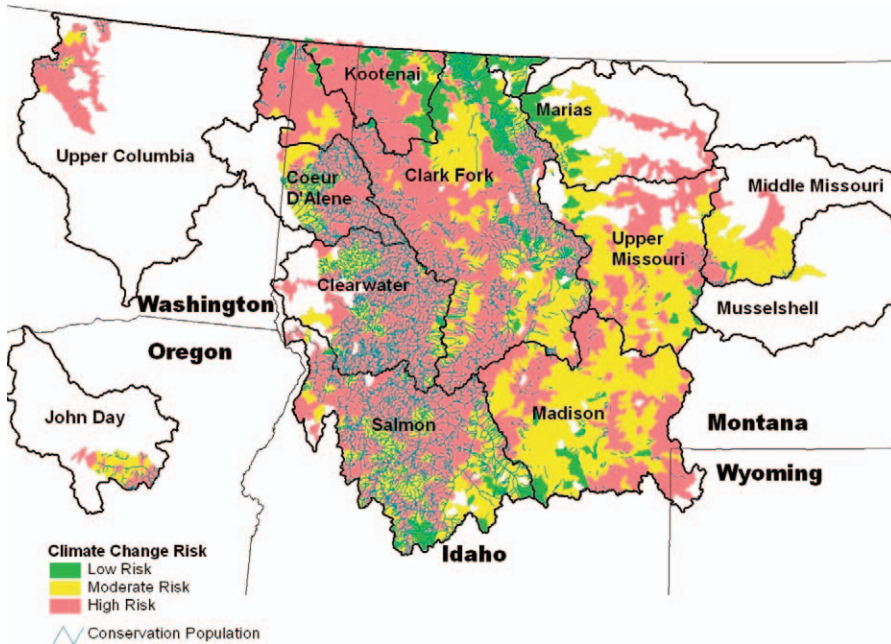 Kootenai
Marias
Upper Columbia
Coeur
D'Alene
Clark Fork
Middle Missouri
Upper
Missouri
Clearwater
Washington
Musselshell
Oregon
John Day
Salmon
Madison
Montana
Wyoming
Idaho
Climate Change Risk
Low Risk
Moderate Risk
High Risk
Conservation Population